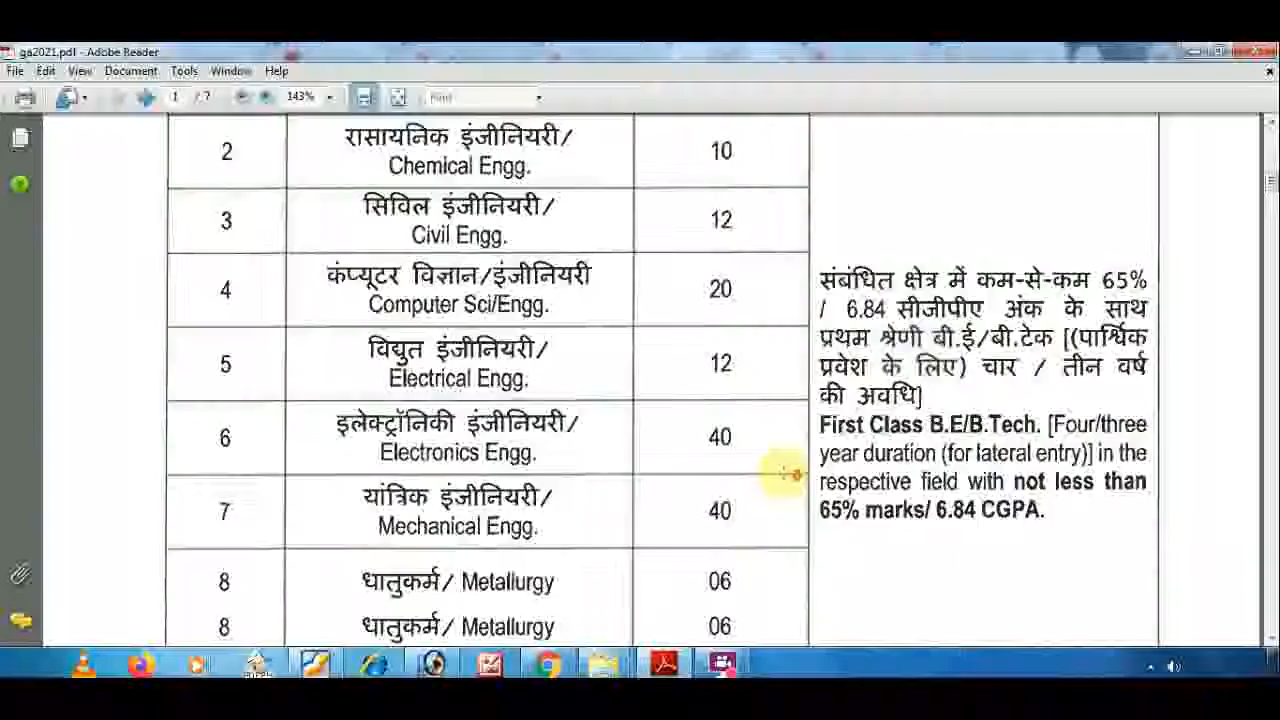 ga2021.pdf - Adobe Reader
File Edit View Document Tools Window Help
1 / 7 143% Find
2 रासायनिक इंजीनियरी/ 10
Chemical Engg.
3 सिविल इंजीनियरी/ 12
Civil Engg.
4 कंप्यूटर विज्ञान/इंजीनियरी 20
Computer Sci/Engg.
5 विद्युत इंजीनियरी/ 12
Electrical Engg.
6 इलेक्ट्रॉनिकी इंजीनियरी/ 40
Electronics Engg.
7 यांत्रिक इंजीनियरी/ 40
Mechanical Engg.
8 धातुकर्म/ Metallurgy 06
8 धातुकर्म/ Metallurgy 06
संबंधित क्षेत्र में कम-से-कम 65%
/ 6.84 सीजीपीए अंक के साथ
प्रथम श्रेणी बी.ई/बी.टेक [(पार्श्विक
प्रवेश के लिए) चार / तीन वर्ष
की अवधि]
First Class B.E/B.Tech. [Four/three
year duration (for lateral entry)] in the
respective field with not less than
65% marks/ 6.84 CGPA.